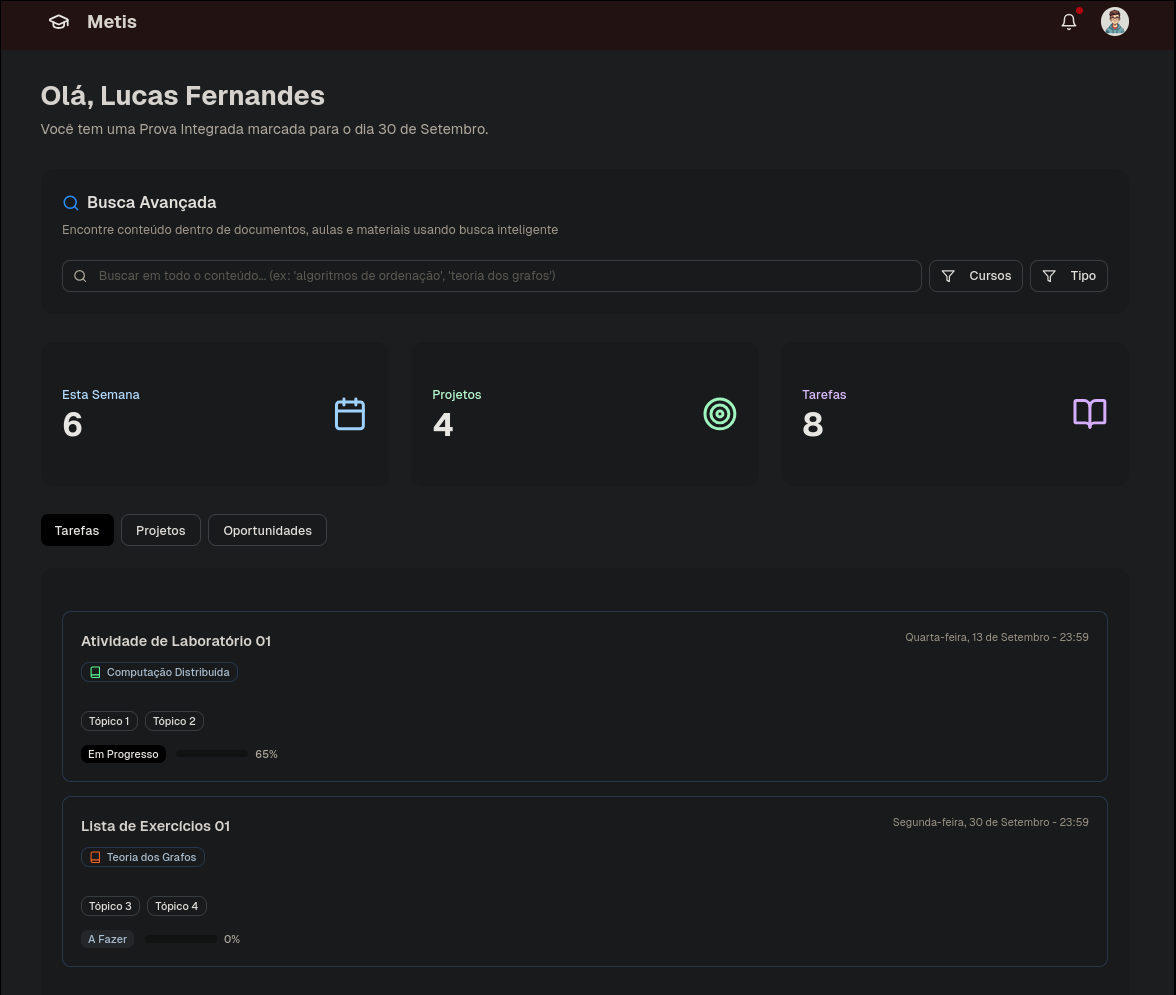 Metis
Olá, Lucas Fernandes
Você tem uma Prova Integrada marcada para o dia 30 de Setembro.
Busca Avançada
Encontre conteúdo dentro de documentos, aulas e materiais usando busca inteligente
Buscar em todo o conteúdo... (ex: 'algoritmos de ordenação', 'teoria dos grafos')
Cursos
Tipo
Esta Semana
6
Projetos
4
Tarefas
8
Tarefas
Projetos
Oportunidades
Atividade de Laboratório 01
Quarta-feira, 13 de Setembro - 23:59
Computação Distribuída
Tópico 1
Tópico 2
Em Progresso
65%
Lista de Exercícios 01
Segunda-feira, 30 de Setembro - 23:59
Teoria dos Grafos
Tópico 3
Tópico 4
A Fazer
0%